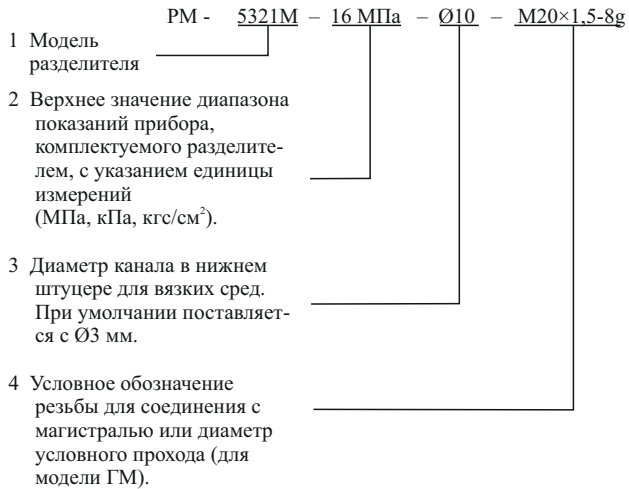 РМ - 5321М – 16 МПа – Ø10 – М20×1,5-8g
1 Модель
разделителя
2 Верхнее значение диапазона
показаний прибора,
комплектуемого разделите-
лем, с указанием единицы
измерений
(МПа, кПа, кгс/см²).
3 Диаметр канала в нижнем
штуцере для вязких сред.
При умолчании поставляет-
ся с Ø3 мм.
4 Условное обозначение
резьбы для соединения с
магистралью или диаметр
условного прохода (для
модели ГМ).